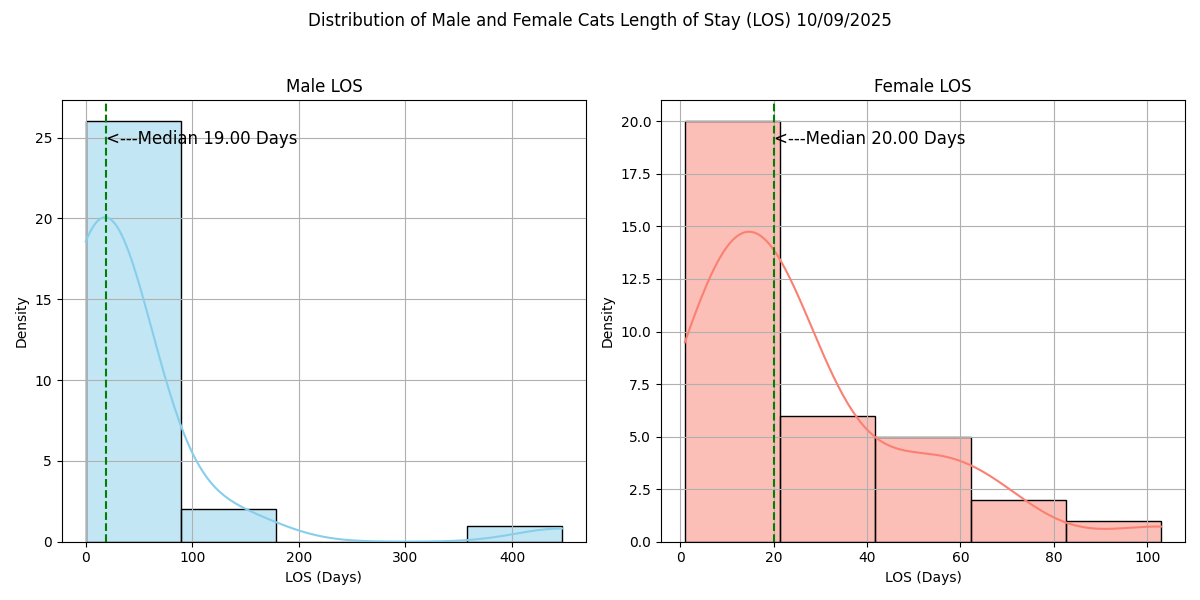 Distribution of Male and Female Cats Length of Stay (LOS) 10/09/2025
Male LOS
<---Median 19.00 Days
Density
25
20
15
10
5
0
0 100 200 300 400
LOS (Days)
Female LOS
<---Median 20.00 Days
Density
20.0
17.5
15.0
12.5
10.0
7.5
5.0
2.5
0.0
0 20 40 60 80 100
LOS (Days)